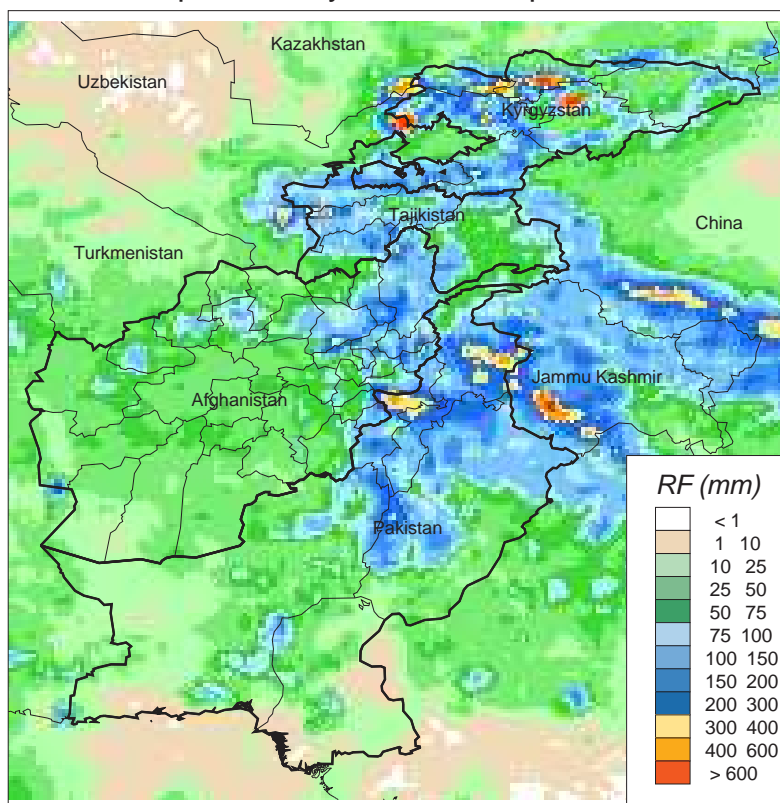 Kazakhstan
Uzbekistan
Kyrgyzstan
Tajikistan
China
Turkmenistan
Jammu Kashmir
Afghanistan
Pakistan
RF (mm)
< 1
1 10
10 25
25 50
50 75
75 100
100 150
150 200
200 300
300 400
400 600
> 600